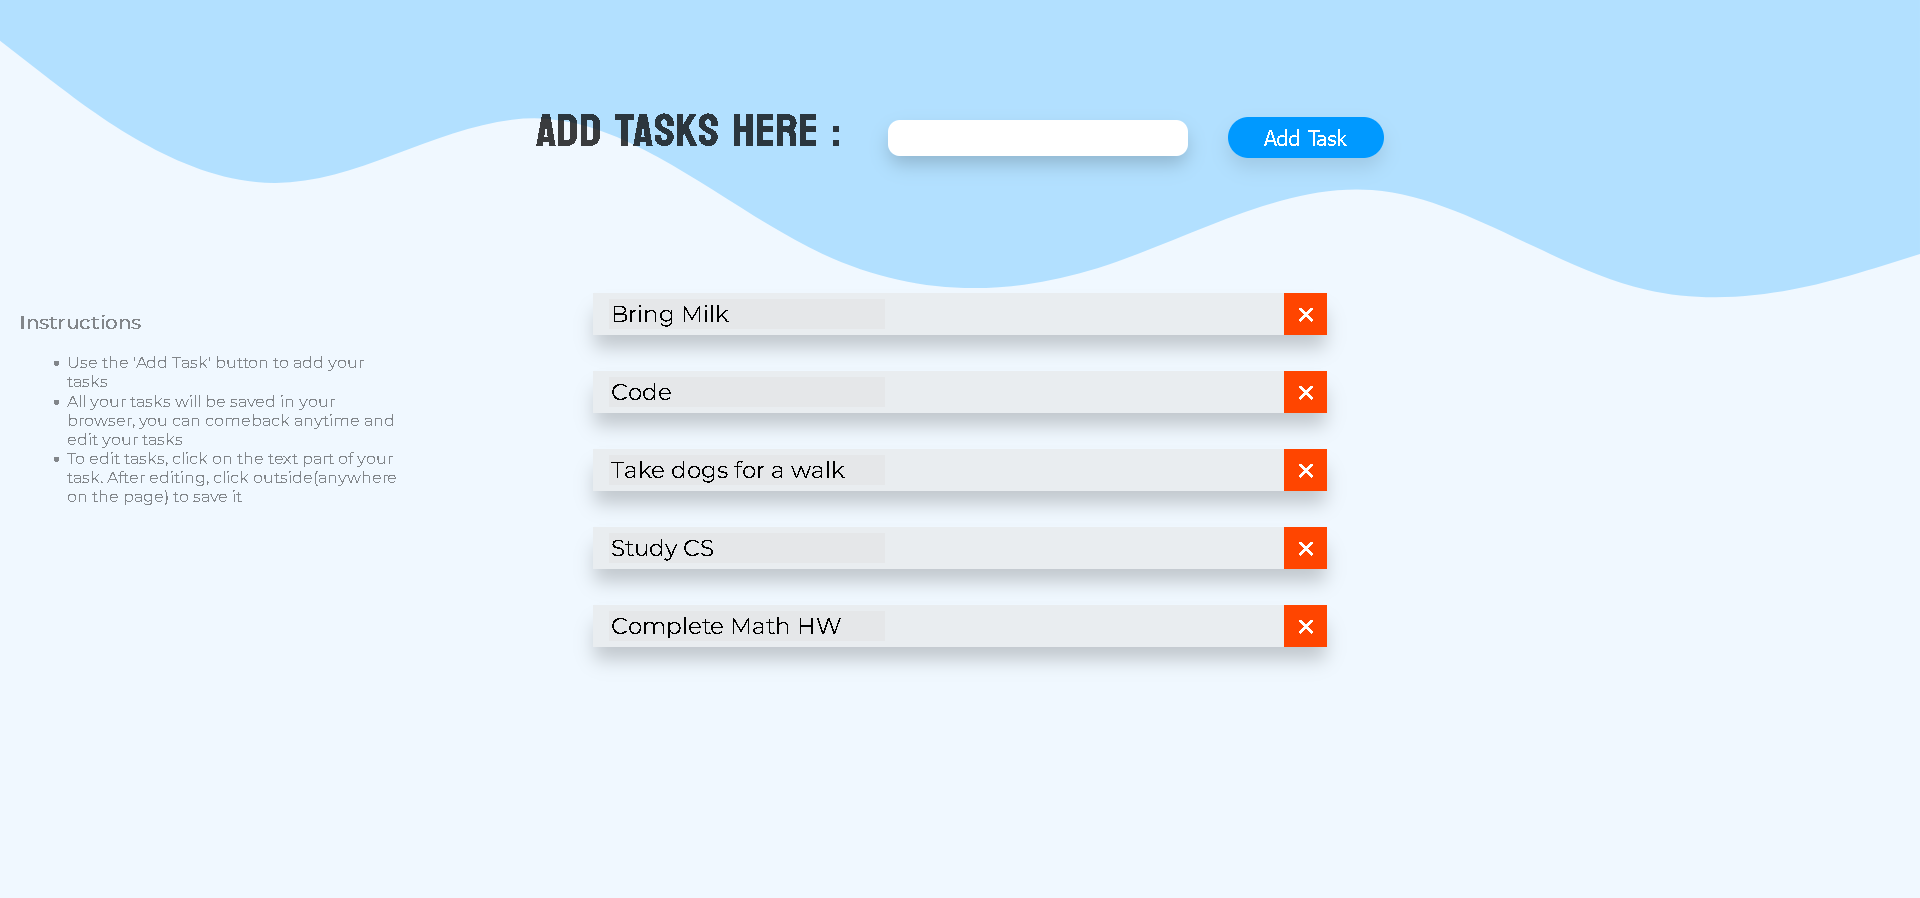 ADD TASKS HERE :
Add Task
Instructions
• Use the 'Add Task' button to add your
tasks
• All your tasks will be saved in your
browser, you can comeback anytime and
edit your tasks
• To edit tasks, click on the text part of your
task. After editing, click outside(anywhere
on the page) to save it
Bring Milk
Code
Take dogs for a walk
Study CS
Complete Math HW